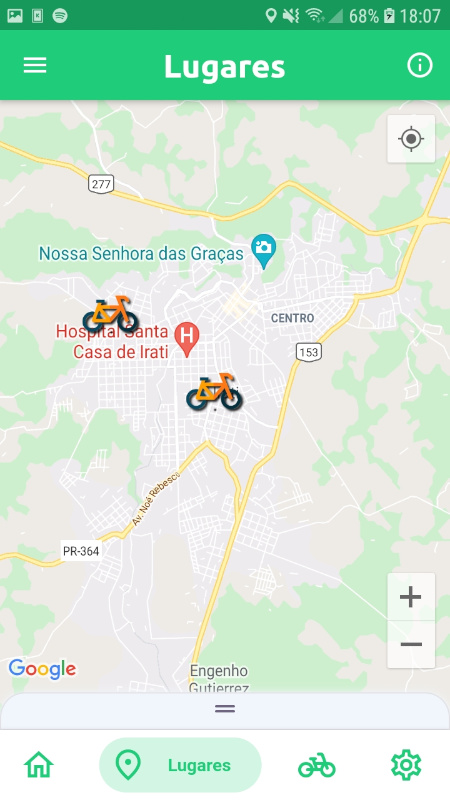 68% 18:07
Lugares
277
Nossa Senhora das Graças
CENTRO
Hospital Santa
Casa de Irati
H
153
Av. Noé Rebesca
PR-364
Google
Engenho
Gutierrez
Lugares